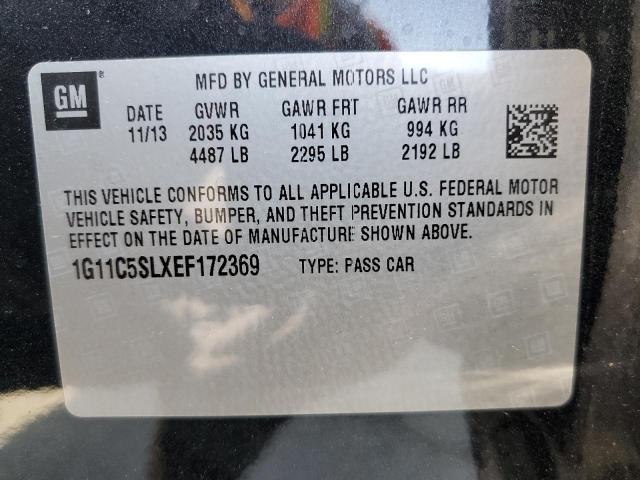 GM®
MFD BY GENERAL MOTORS LLC
DATE GVWR GAWR FRT GAWR RR
11/13 2035 KG 1041 KG 994 KG
4487 LB 2295 LB 2192 LB
THIS VEHICLE CONFORMS TO ALL APPLICABLE U.S. FEDERAL MOTOR
VEHICLE SAFETY, BUMPER, AND THEFT PREVENTION STANDARDS IN
EFFECT ON THE DATE OF MANUFACTURE SHOWN ABOVE.
1G11C5SLXEF172369 TYPE: PASS CAR